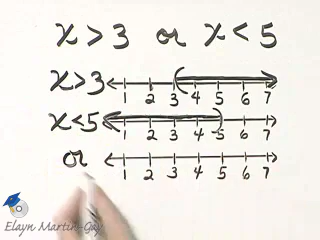 x > 3 or x < 5
x>3 1 2 3 4 5 6 7
x<5 1 2 3 4 5 6 7
or 1 2 3 4 5 6 7
Elayn Martin-Gay